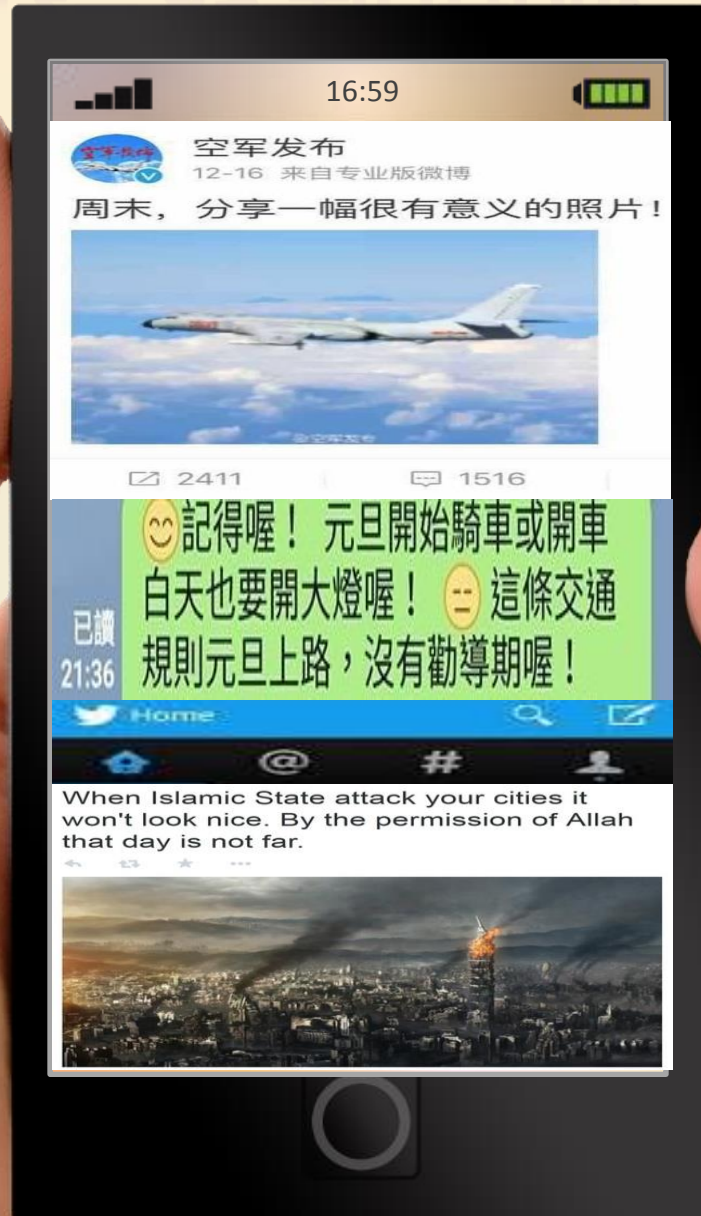 16:59
空军发布
12-16 来自专业版微博
周末，分享一幅很有意义的照片！
@空军发布
2411
1516
記得喔！ 元旦開始騎車或開車
白天也要開大燈喔！ 這條交通
規則元旦上路，沒有勸導期喔！
已讀
21:36
Home
@
#
When Islamic State attack your cities it
won't look nice. By the permission of Allah
that day is not far.